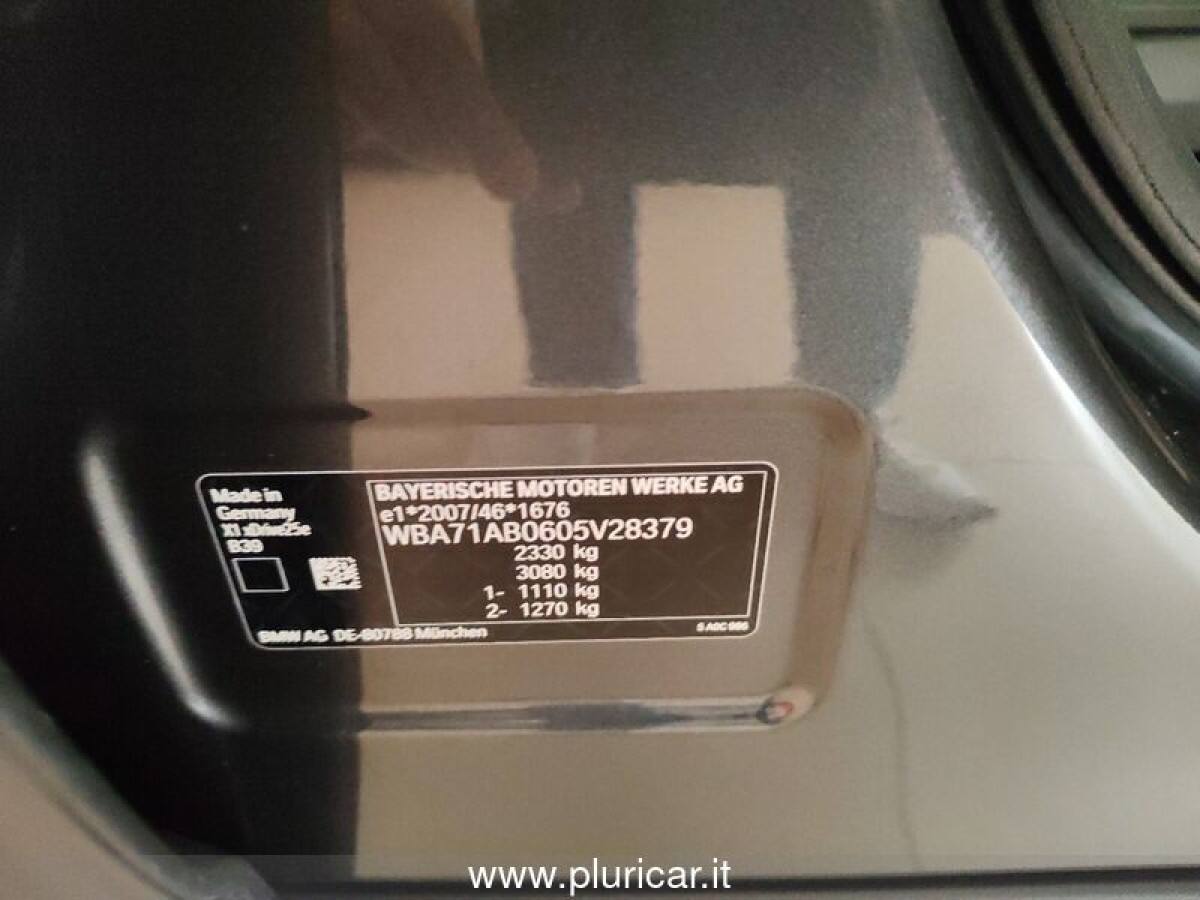 Made in
Germany
X1 xDrive25e
B39
BAYERISCHE MOTOREN WERKE AG
e1*2007/46*1676
WBA71AB0605V28379
2330 kg
3080 kg
1- 1110 kg
2- 1270 kg
BMW AG DE-80788 München
www.pluricar.it